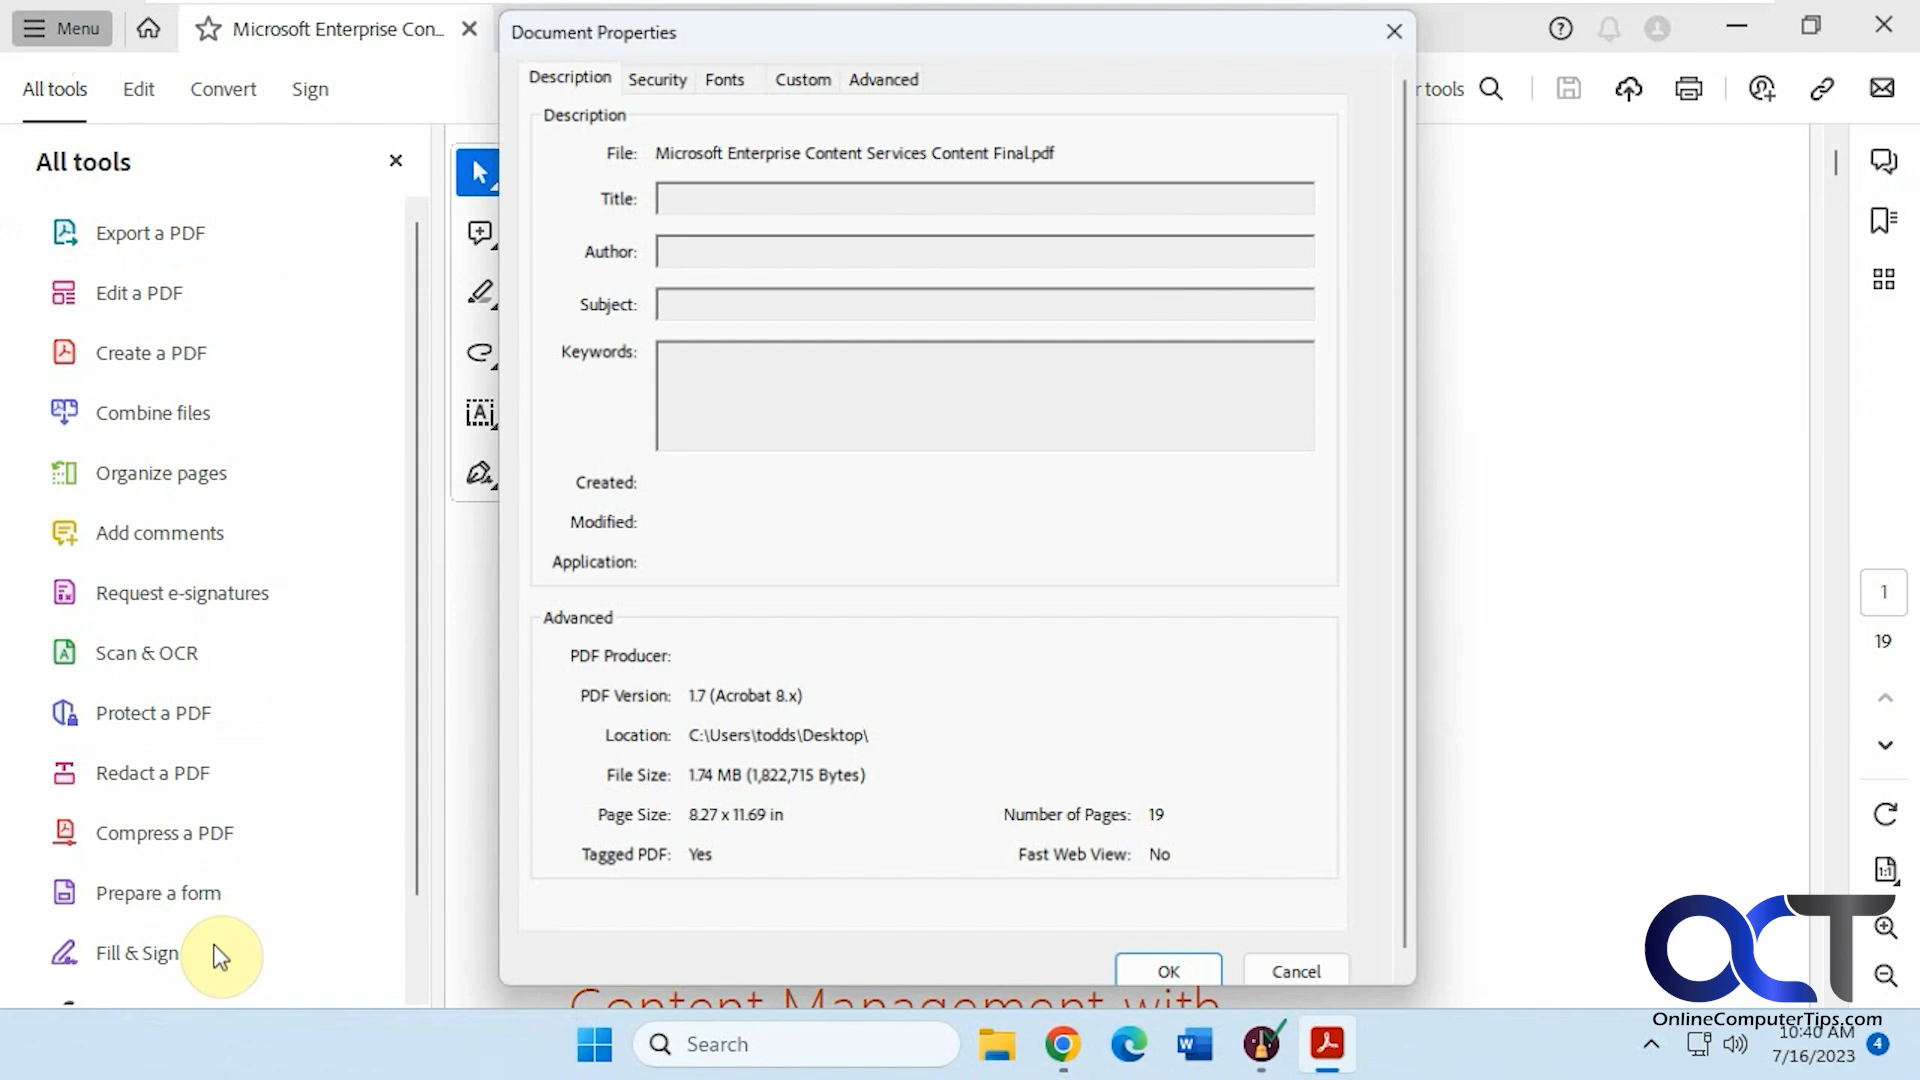 Menu
Microsoft Enterprise Con...
All tools
Edit
Convert
Sign
r tools
All tools
Export a PDF
Edit a PDF
Create a PDF
Combine files
Organize pages
Add comments
Request e-signatures
Scan & OCR
Protect a PDF
Redact a PDF
Compress a PDF
Prepare a form
Fill & Sign
Document Properties
Description
Security
Fonts
Custom
Advanced
Description
File: Microsoft Enterprise Content Services Content Final.pdf
Title:
Author:
Subject:
Keywords:
Created:
Modified:
Application:
Advanced
PDF Producer:
PDF Version: 1.7 (Acrobat 8.x)
Location: C:\Users\todds\Desktop\
File Size: 1.74 MB (1,822,715 Bytes)
Page Size: 8.27 x 11.69 in
Number of Pages: 19
Tagged PDF: Yes
Fast Web View: No
OK
Cancel
Content Management with
1
19
OCT
OnlineComputerTips.com
Search
10:40 AM
7/16/2023
4